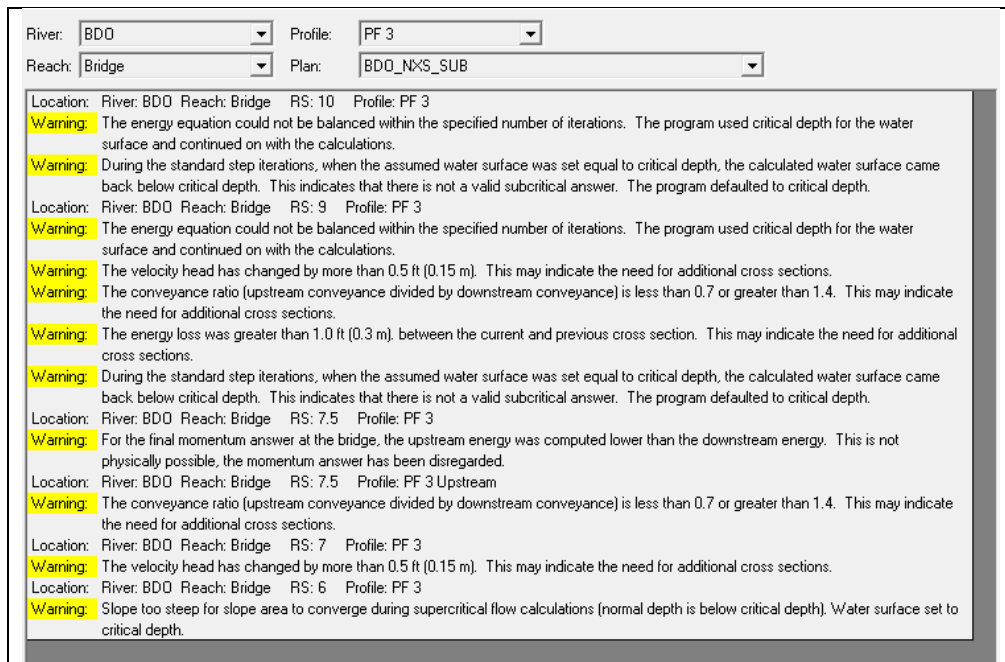 River: BDO Profile: PF 3
Reach: Bridge Plan: BDO_NXS_SUB
Location: River: BDO Reach: Bridge RS: 10 Profile: PF 3
Warning: The energy equation could not be balanced within the specified number of iterations. The program used critical depth for the water
surface and continued on with the calculations.
Warning: During the standard step iterations, when the assumed water surface was set equal to critical depth, the calculated water surface came
back below critical depth. This indicates that there is not a valid subcritical answer. The program defaulted to critical depth.
Location: River: BDO Reach: Bridge RS: 9 Profile: PF 3
Warning: The energy equation could not be balanced within the specified number of iterations. The program used critical depth for the water
surface and continued on with the calculations.
Warning: The velocity head has changed by more than 0.5 ft (0.15 m). This may indicate the need for additional cross sections.
Warning: The conveyance ratio (upstream conveyance divided by downstream conveyance) is less than 0.7 or greater than 1.4. This may indicate
the need for additional cross sections.
Warning: The energy loss was greater than 1.0 ft (0.3 m). between the current and previous cross section. This may indicate the need for additional
cross sections.
Warning: During the standard step iterations, when the assumed water surface was set equal to critical depth, the calculated water surface came
back below critical depth. This indicates that there is not a valid subcritical answer. The program defaulted to critical depth.
Location: River: BDO Reach: Bridge RS: 7.5 Profile: PF 3
Warning: For the final momentum answer at the bridge, the upstream energy was computed lower than the downstream energy. This is not
physically possible, the momentum answer has been disregarded.
Location: River: BDO Reach: Bridge RS: 7.5 Profile: PF 3 Upstream
Warning: The conveyance ratio (upstream conveyance divided by downstream conveyance) is less than 0.7 or greater than 1.4. This may indicate
the need for additional cross sections.
Location: River: BDO Reach: Bridge RS: 7 Profile: PF 3
Warning: The velocity head has changed by more than 0.5 ft (0.15 m). This may indicate the need for additional cross sections.
Location: River: BDO Reach: Bridge RS: 6 Profile: PF 3
Warning: Slope too steep for slope area to converge during supercritical flow calculations (normal depth is below critical depth). Water surface set to
critical depth.